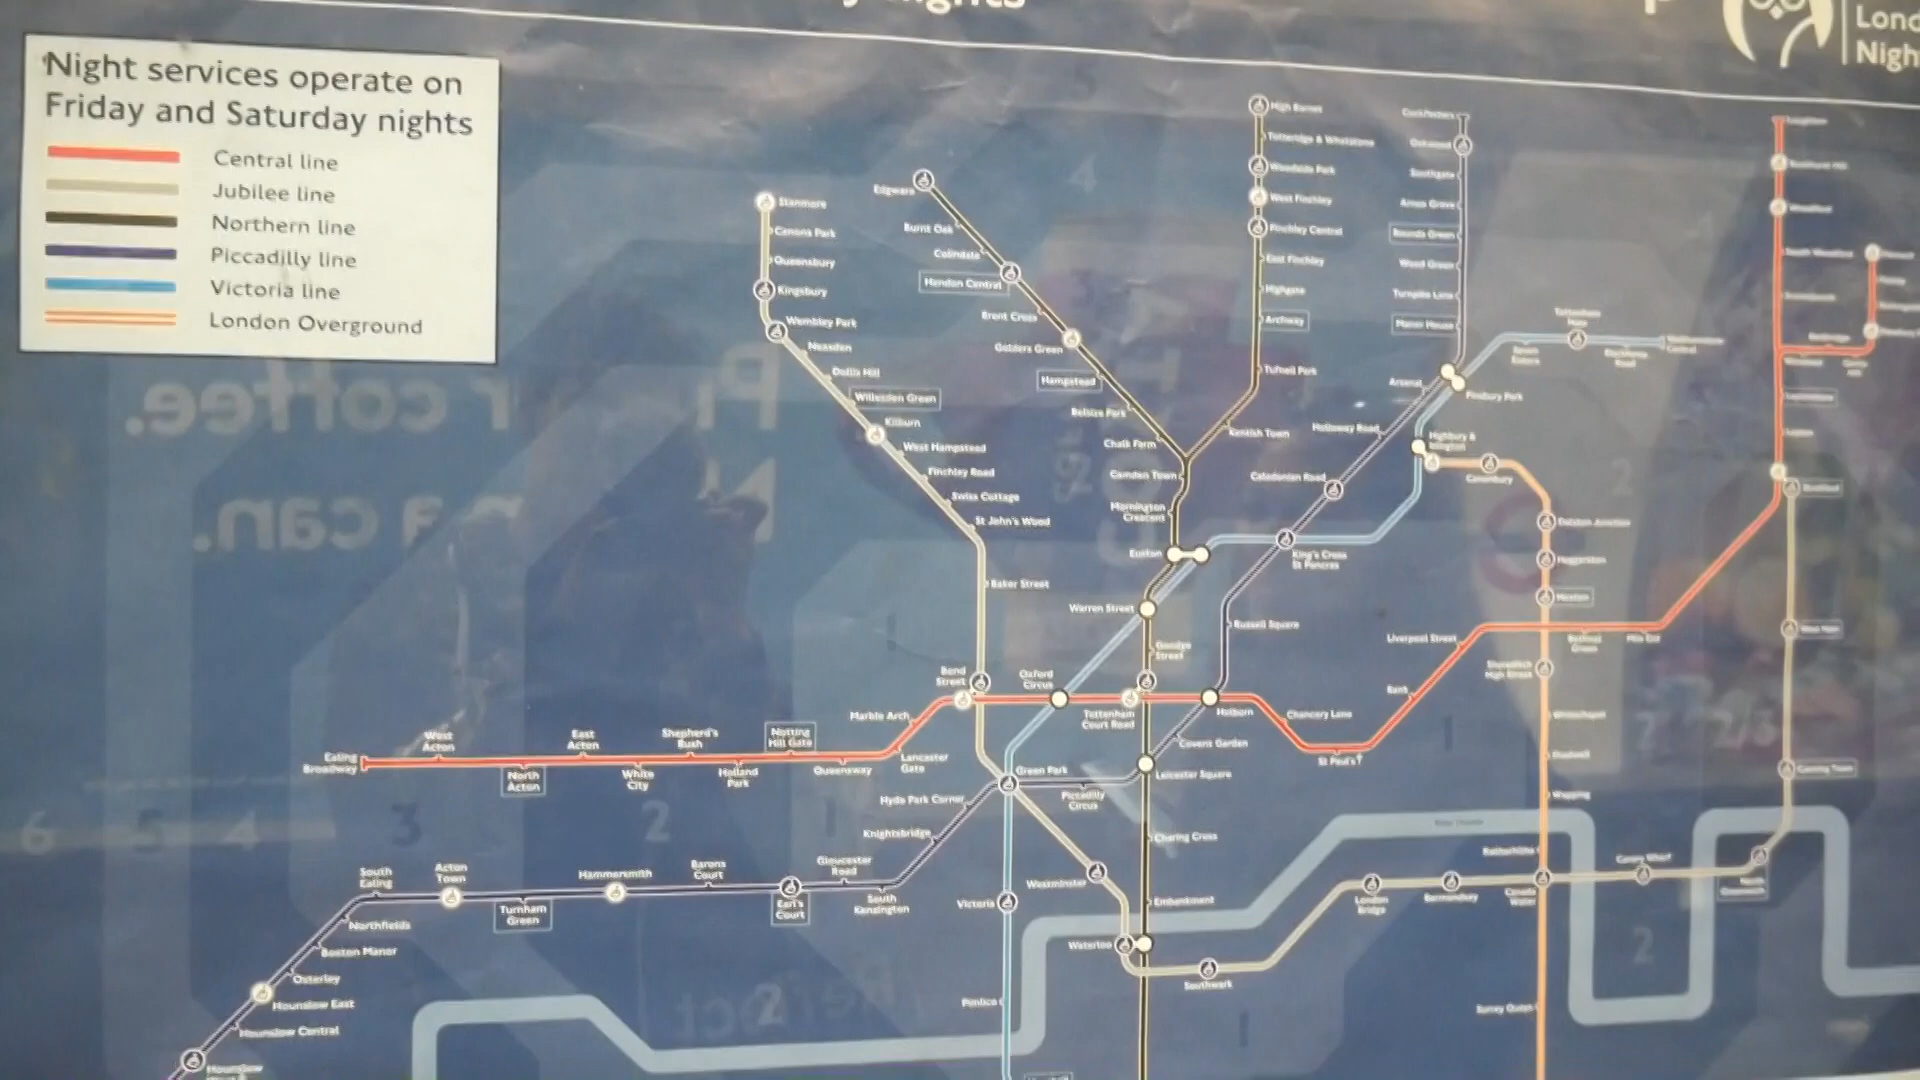 Lond
Nigh
Night services operate on
Friday and Saturday nights
Central line
Jubilee line
Northern line
Piccadilly line
Victoria line
London Overground
Stanmore
Canons Park
Queensbury
Kingsbury
Wembley Park
Neasden
Dollis Hill
Willesden Green
Kilburn
West Hampstead
Finchley Road
Swiss Cottage
St John's Wood
Baker Street
Bond
Street
Edgware
Burnt Oak
Colindale
Hendon Central
Brent Cross
Golders Green
Hampstead
Belsize Park
Chalk Farm
Camden Town
Mornington
Crescent
Euston
Warren Street
Goodge
Street
High Barnet
Totteridge & Whetstone
Woodside Park
West Finchley
Finchley Central
East Finchley
Highgate
Archway
Tufnell Park
Kentish Town
Cockfosters
Oakwood
Southgate
Arnos Grove
Bounds Green
Wood Green
Turnpike Lane
Manor House
Arsenal
Finsbury Park
Holloway Road
Caledonian Road
King's Cross
St Pancras
Russell Square
Highbury &
Islington
Canonbury
Dalston Junction
Haggerston
Hoxton
Shoreditch
High Street
Whitechapel
Shadwell
Wapping
Rotherhithe
Canada
Water
Surrey Quays
Tottenham
Hale
Seven
Sisters
Blackhorse
Road
Walthamstow
Central
Loughton
Buckhurst Hill
Woodford
South Woodford
Stratford
West Ham
Canning Town
North
Greenwich
Canary Wharf
Bermondsey
London
Bridge
Southwark
Waterloo
Westminster
Ealing
Broadway
West
Acton
North
Acton
East
Acton
White
City
Shepherd's
Bush
Holland
Park
Notting
Hill Gate
Queensway
Lancaster
Gate
Marble Arch
Oxford
Circus
Tottenham
Court Road
Holborn
Chancery Lane
St Paul's
Bank
Liverpool Street
Bethnal
Green
Mile End
Covent Garden
Leicester Square
Piccadilly
Circus
Green Park
Hyde Park Corner
Knightsbridge
South
Kensington
Gloucester
Road
Earl's
Court
Barons
Court
Hammersmith
Turnham
Green
Acton
Town
South
Ealing
Northfields
Boston Manor
Osterley
Hounslow East
Hounslow Central
Hounslow
Charing Cross
Embankment
Victoria
Pimlico
6
5
4
3
2
1
2/3